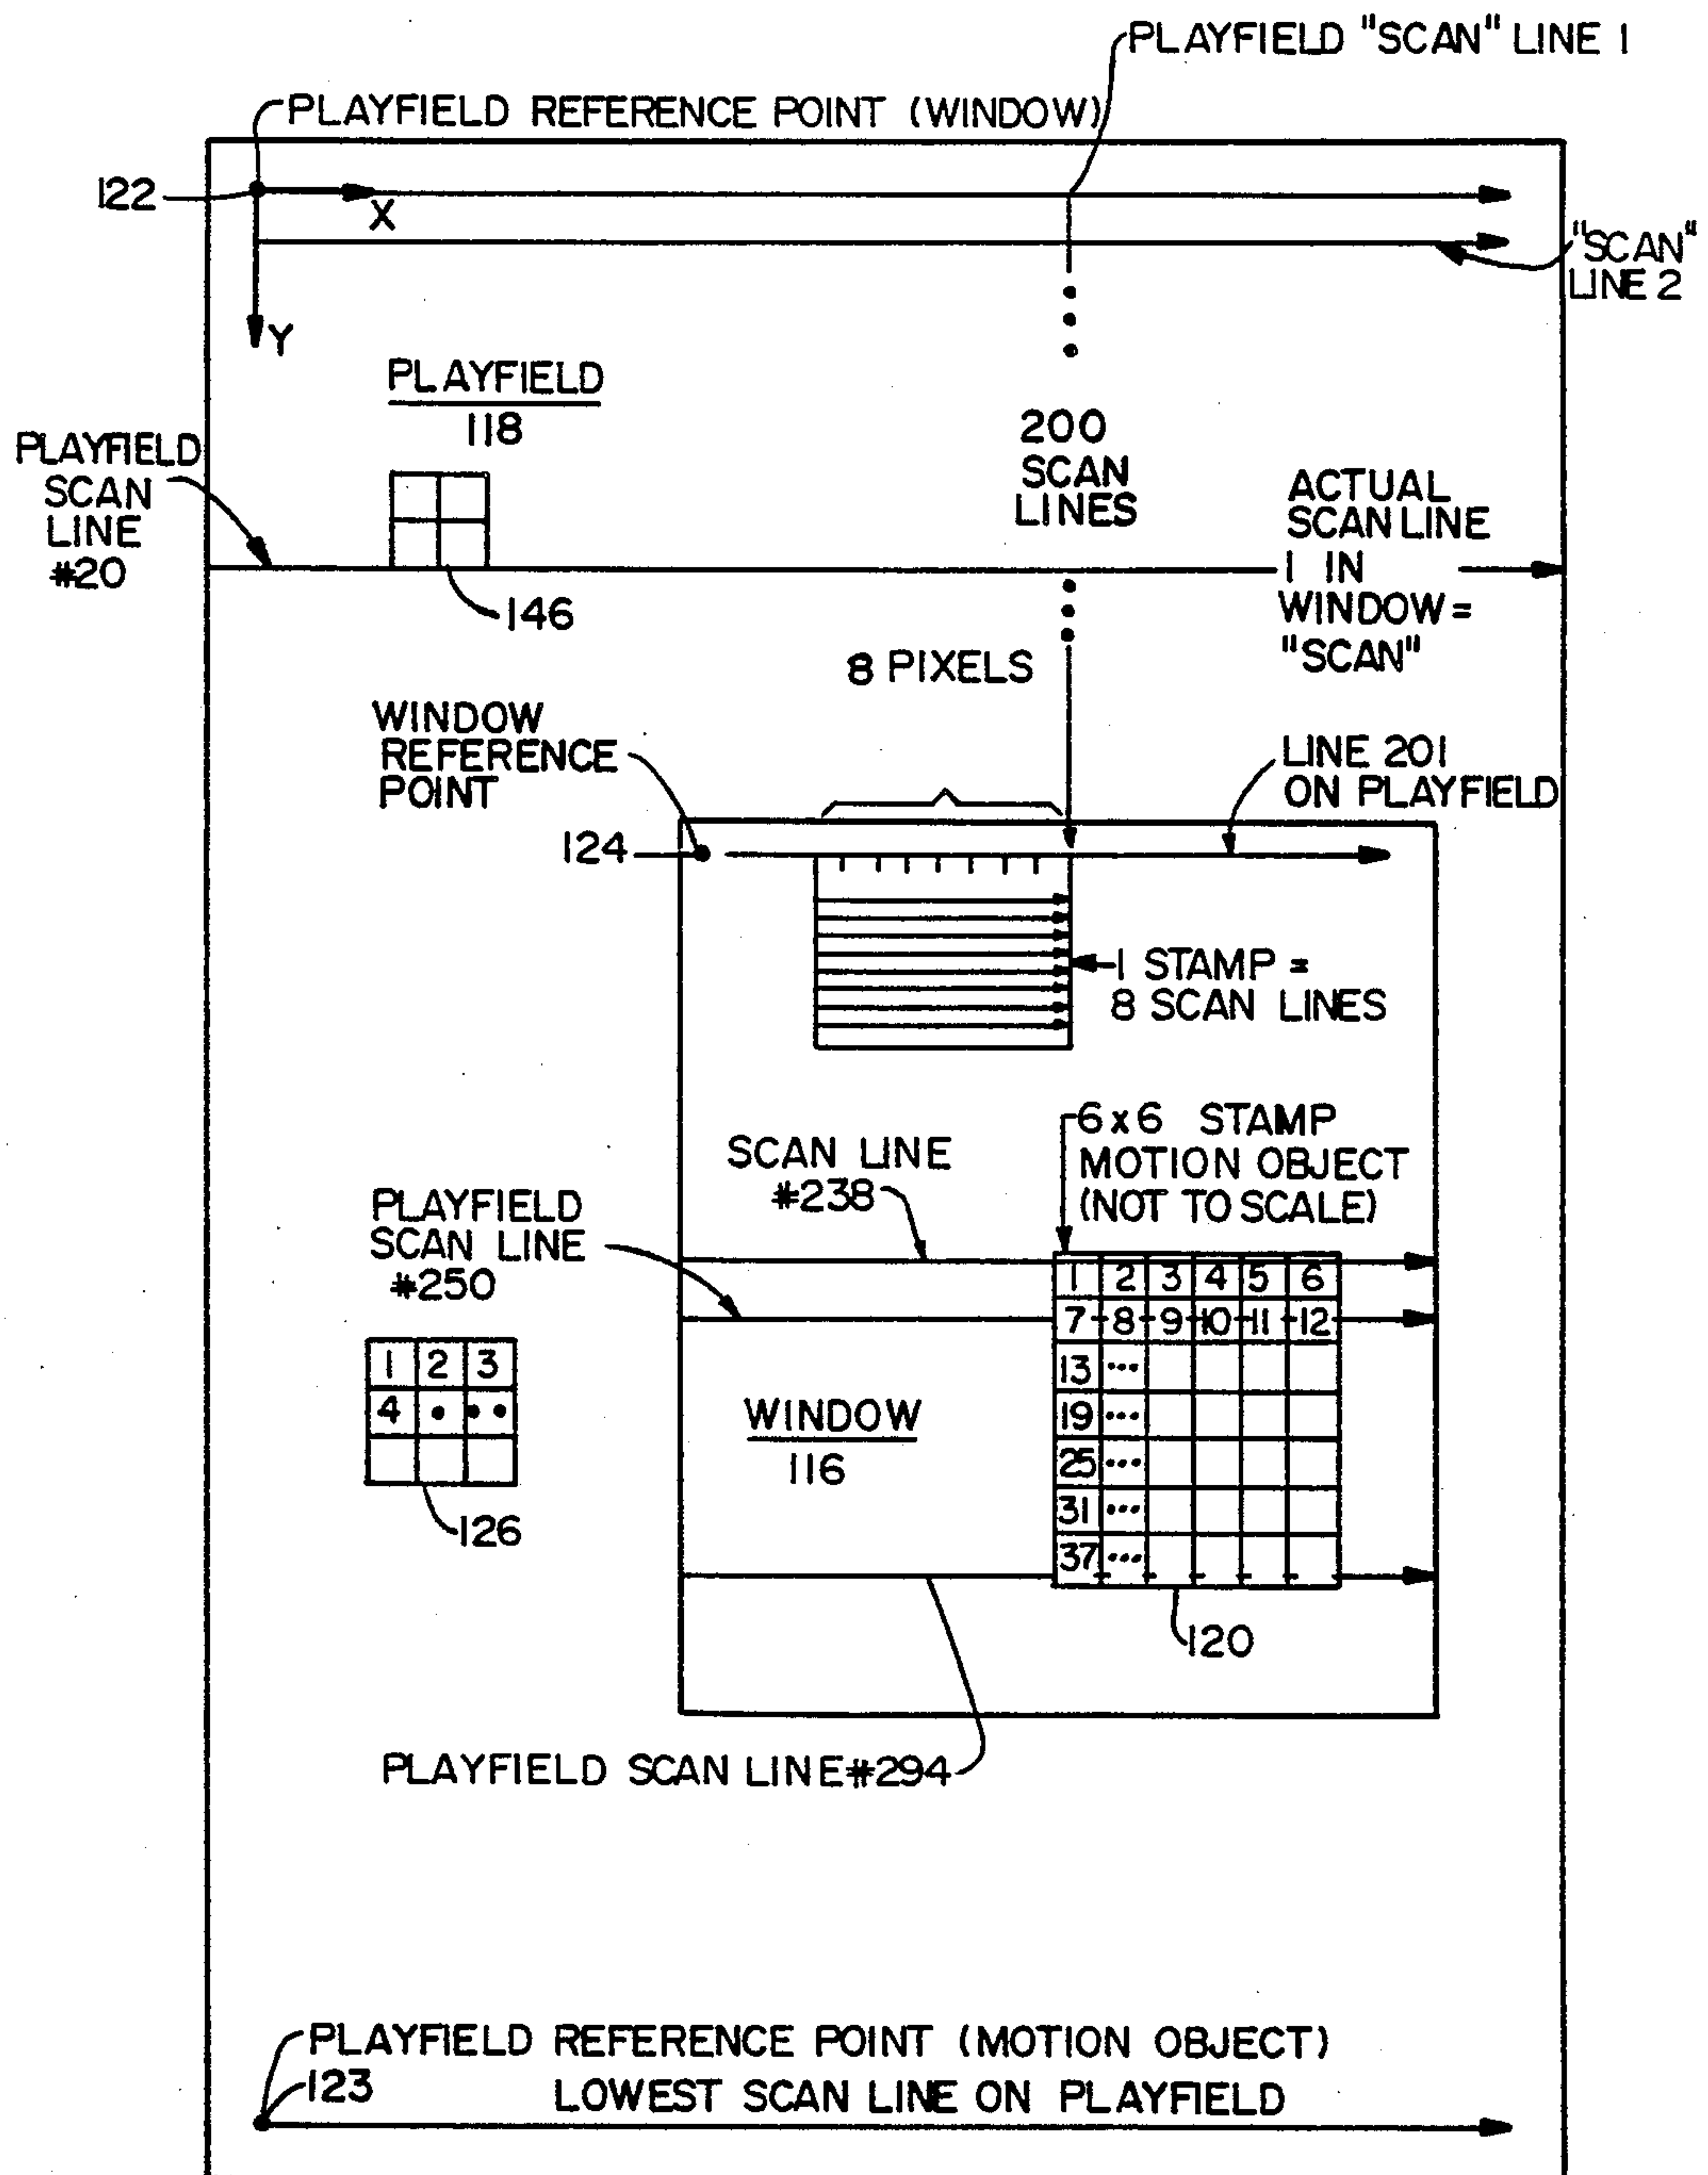 PLAYFIELD "SCAN" LINE 1
PLAYFIELD REFERENCE POINT (WINDOW)
122
X
"SCAN"
LINE 2
Y
PLAYFIELD
118
PLAYFIELD
SCAN
LINE
#20
200
SCAN
LINES
ACTUAL
SCAN LINE
1 IN
WINDOW =
"SCAN"
146
8 PIXELS
WINDOW
REFERENCE
POINT
LINE 201
ON PLAYFIELD
124
1 STAMP =
8 SCAN LINES
6 x 6 STAMP
MOTION OBJECT
(NOT TO SCALE)
SCAN LINE
#238
PLAYFIELD
SCAN LINE
#250
1 2 3 4 5 6
7 8 9 10 11 12
13 ...
19 ...
25 ...
31 ...
37 ...
1 2 3
4 . . .
WINDOW
116
126
120
PLAYFIELD SCAN LINE #294
PLAYFIELD REFERENCE POINT (MOTION OBJECT)
123
LOWEST SCAN LINE ON PLAYFIELD